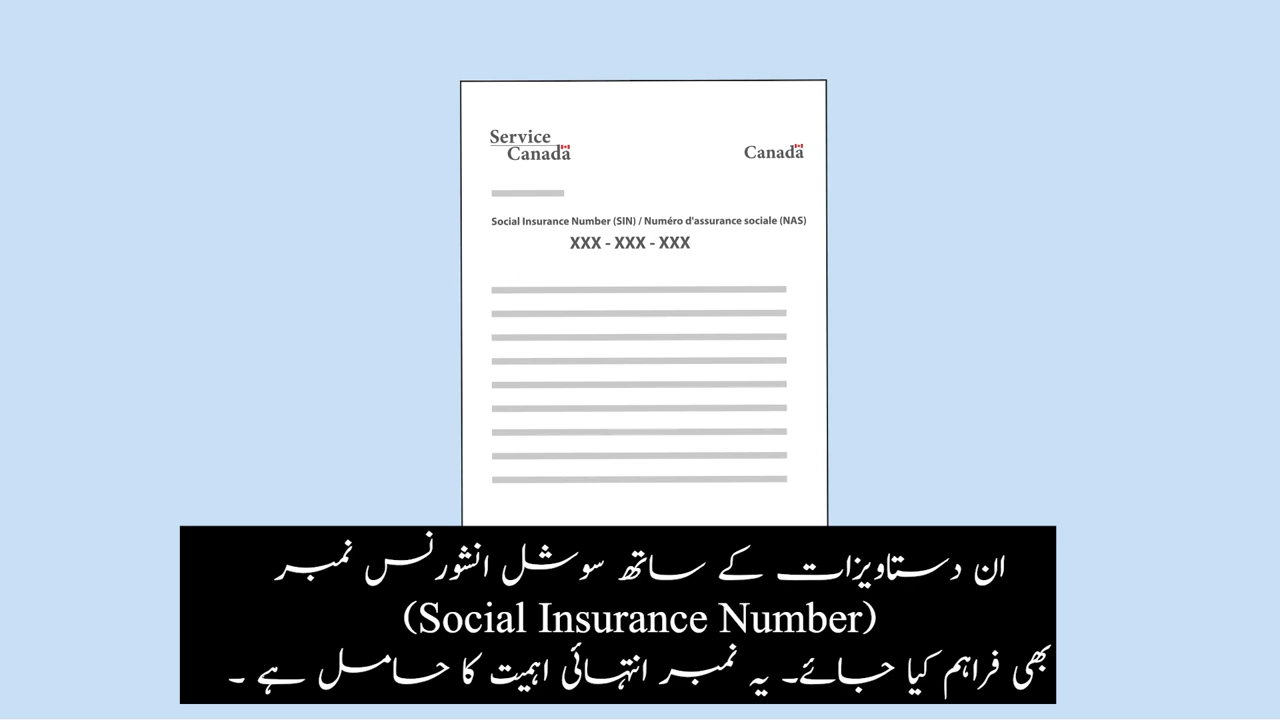 Service
Canada
Canada
Social Insurance Number (SIN) / Numéro d'assurance sociale (NAS)
XXX - XXX - XXX
ان دستاویزات کے ساتھ سوشل انشورنس نمبر
(Social Insurance Number)
بھی فراہم کیا جائے۔ یہ نمبر انتہائی اہمیت کا حامل ہے ۔